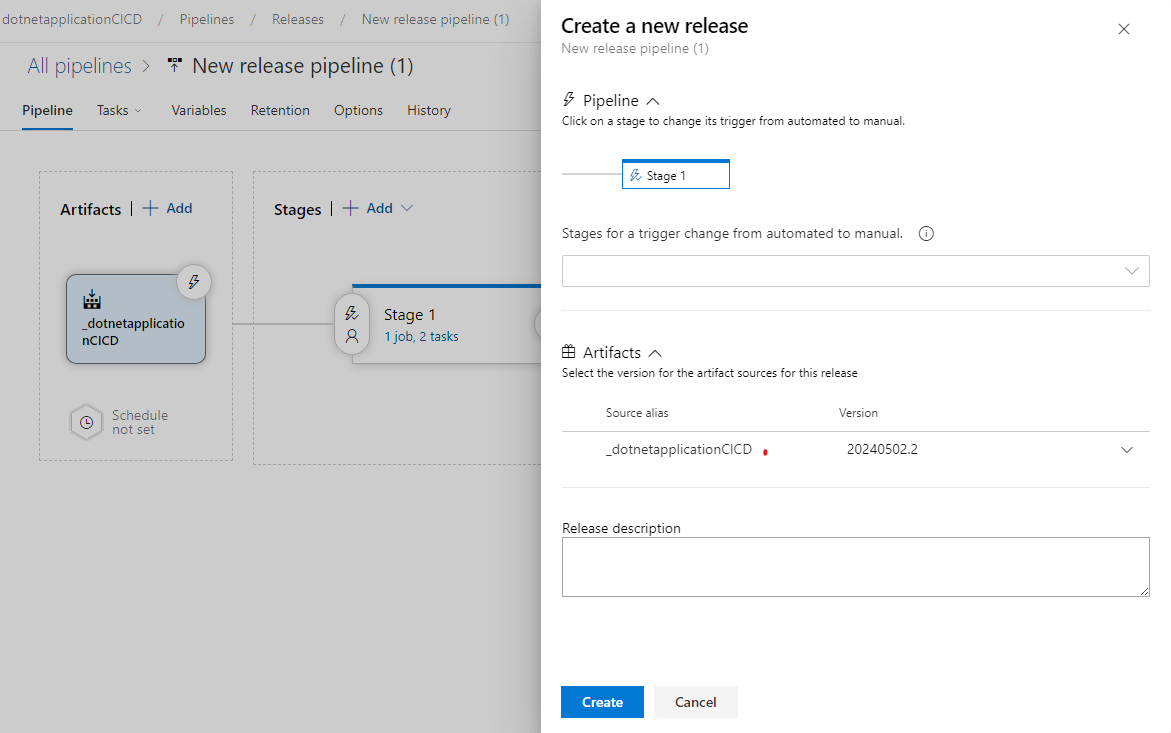 dotnetapplicationCICD / Pipelines / Releases / New release pipeline (1)
All pipelines > New release pipeline (1)
Pipeline Tasks Variables Retention Options History
Artifacts | + Add
Stages | + Add
_dotnetapplicatio
nCICD
Stage 1
1 job, 2 tasks
Schedule
not set
Create a new release
New release pipeline (1)
Pipeline
Click on a stage to change its trigger from automated to manual.
Stage 1
Stages for a trigger change from automated to manual.
Artifacts
Select the version for the artifact sources for this release
Source alias Version
_dotnetapplicationCICD 20240502.2
Release description
Create Cancel